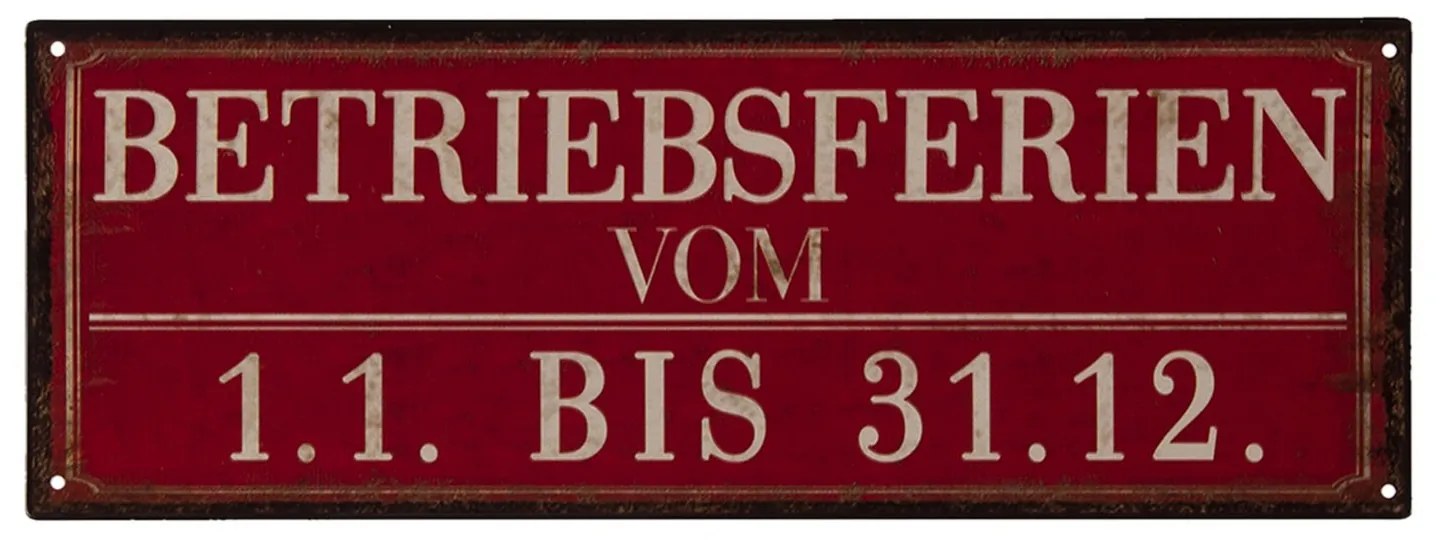 BETRIEBSFERIEN
VOM
1.1. BIS 31.12.